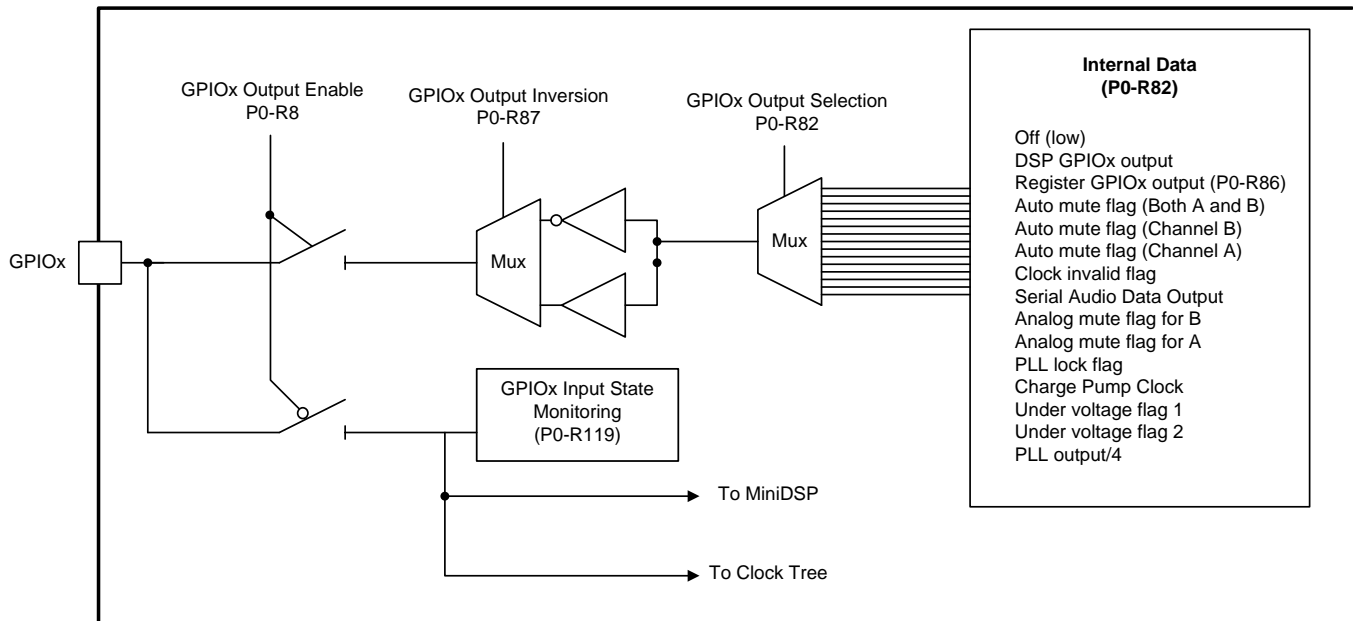 GPIOx Output Enable
P0-R8
GPIOx Output Inversion
P0-R87
GPIOx Output Selection
P0-R82
Internal Data
(P0-R82)
Off (low)
DSP GPIOx output
Register GPIOx output (P0-R86)
Auto mute flag (Both A and B)
Auto mute flag (Channel B)
Auto mute flag (Channel A)
Clock invalid flag
Serial Audio Data Output
Analog mute flag for B
Analog mute flag for A
PLL lock flag
Charge Pump Clock
Under voltage flag 1
Under voltage flag 2
PLL output/4
GPIOx
Mux
Mux
GPIOx Input State
Monitoring
(P0-R119)
To MiniDSP
To Clock Tree